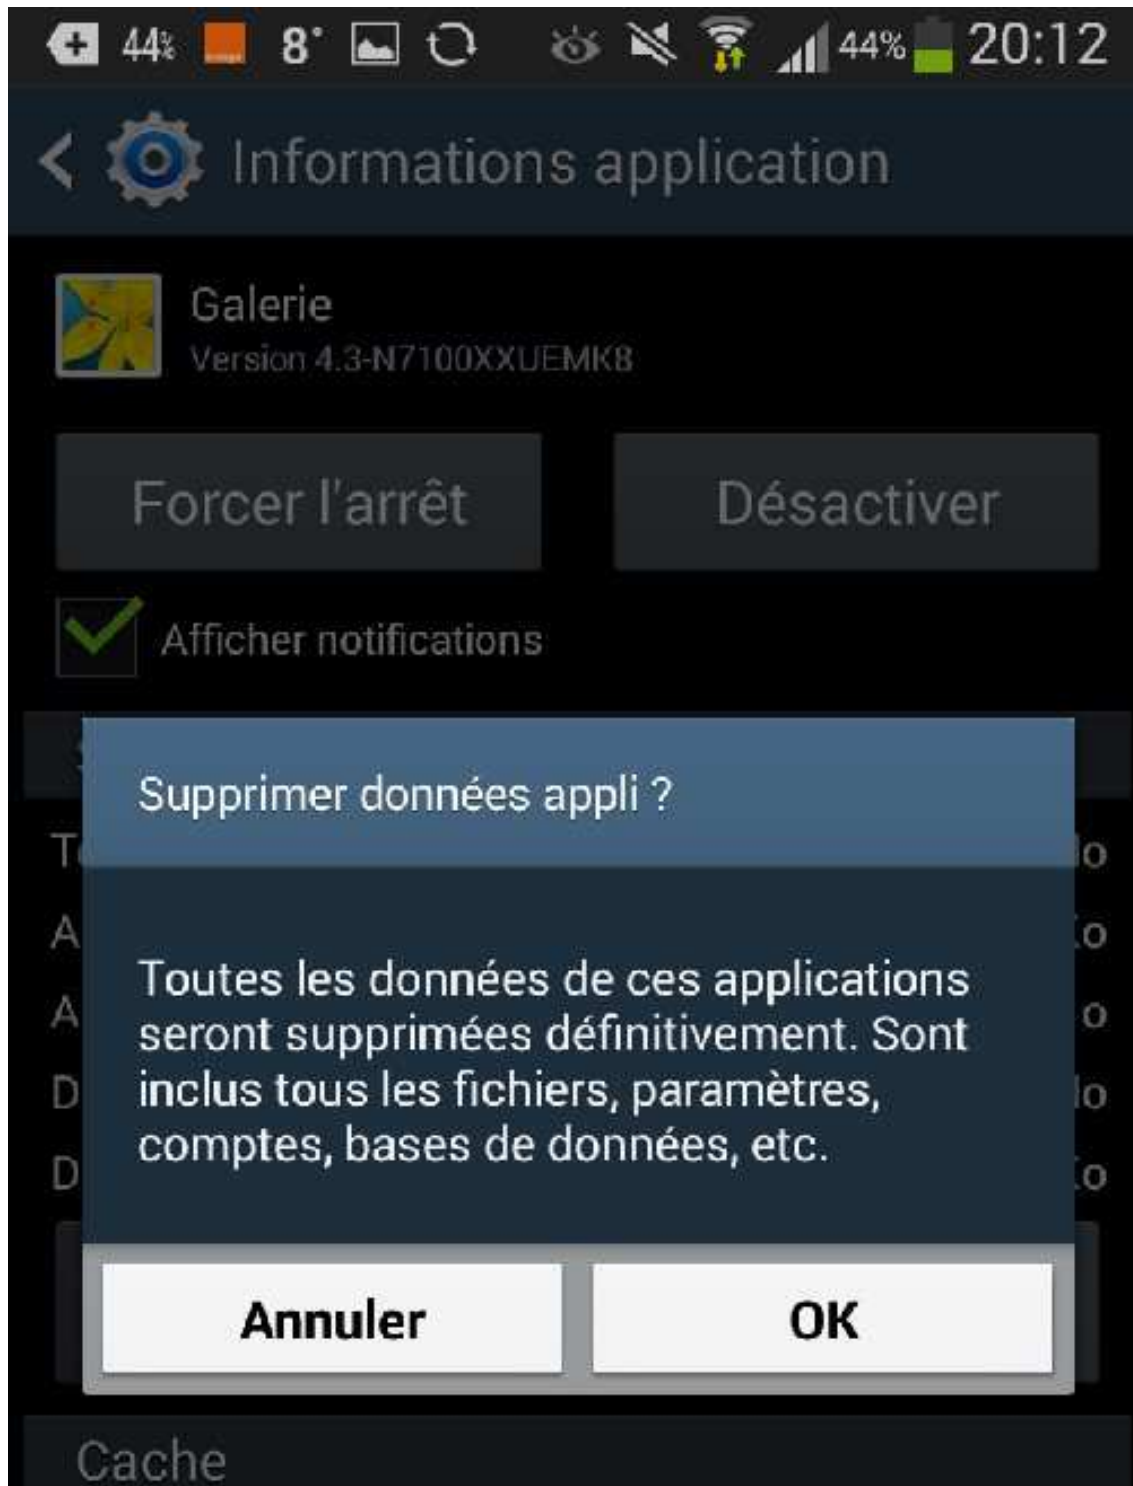 44% 8° 44% 20:12
Informations application
Galerie
Version 4.3-N7100XXUEMK8
Forcer l'arrêt Désactiver
Afficher notifications
Supprimer données appli ?
Toutes les données de ces applications
seront supprimées définitivement. Sont
inclus tous les fichiers, paramètres,
comptes, bases de données, etc.
Annuler OK
Cache